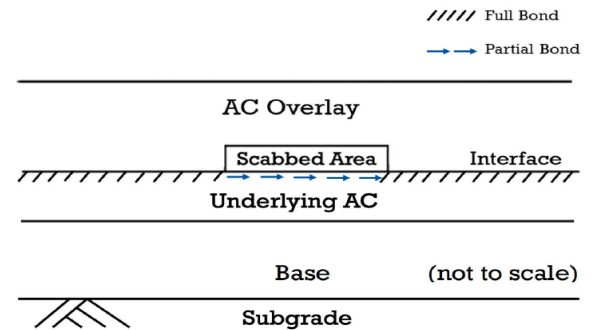 Full Bond
Partial Bond
AC Overlay
Scabbed Area
Interface
Underlying AC
Base
(not to scale)
Subgrade